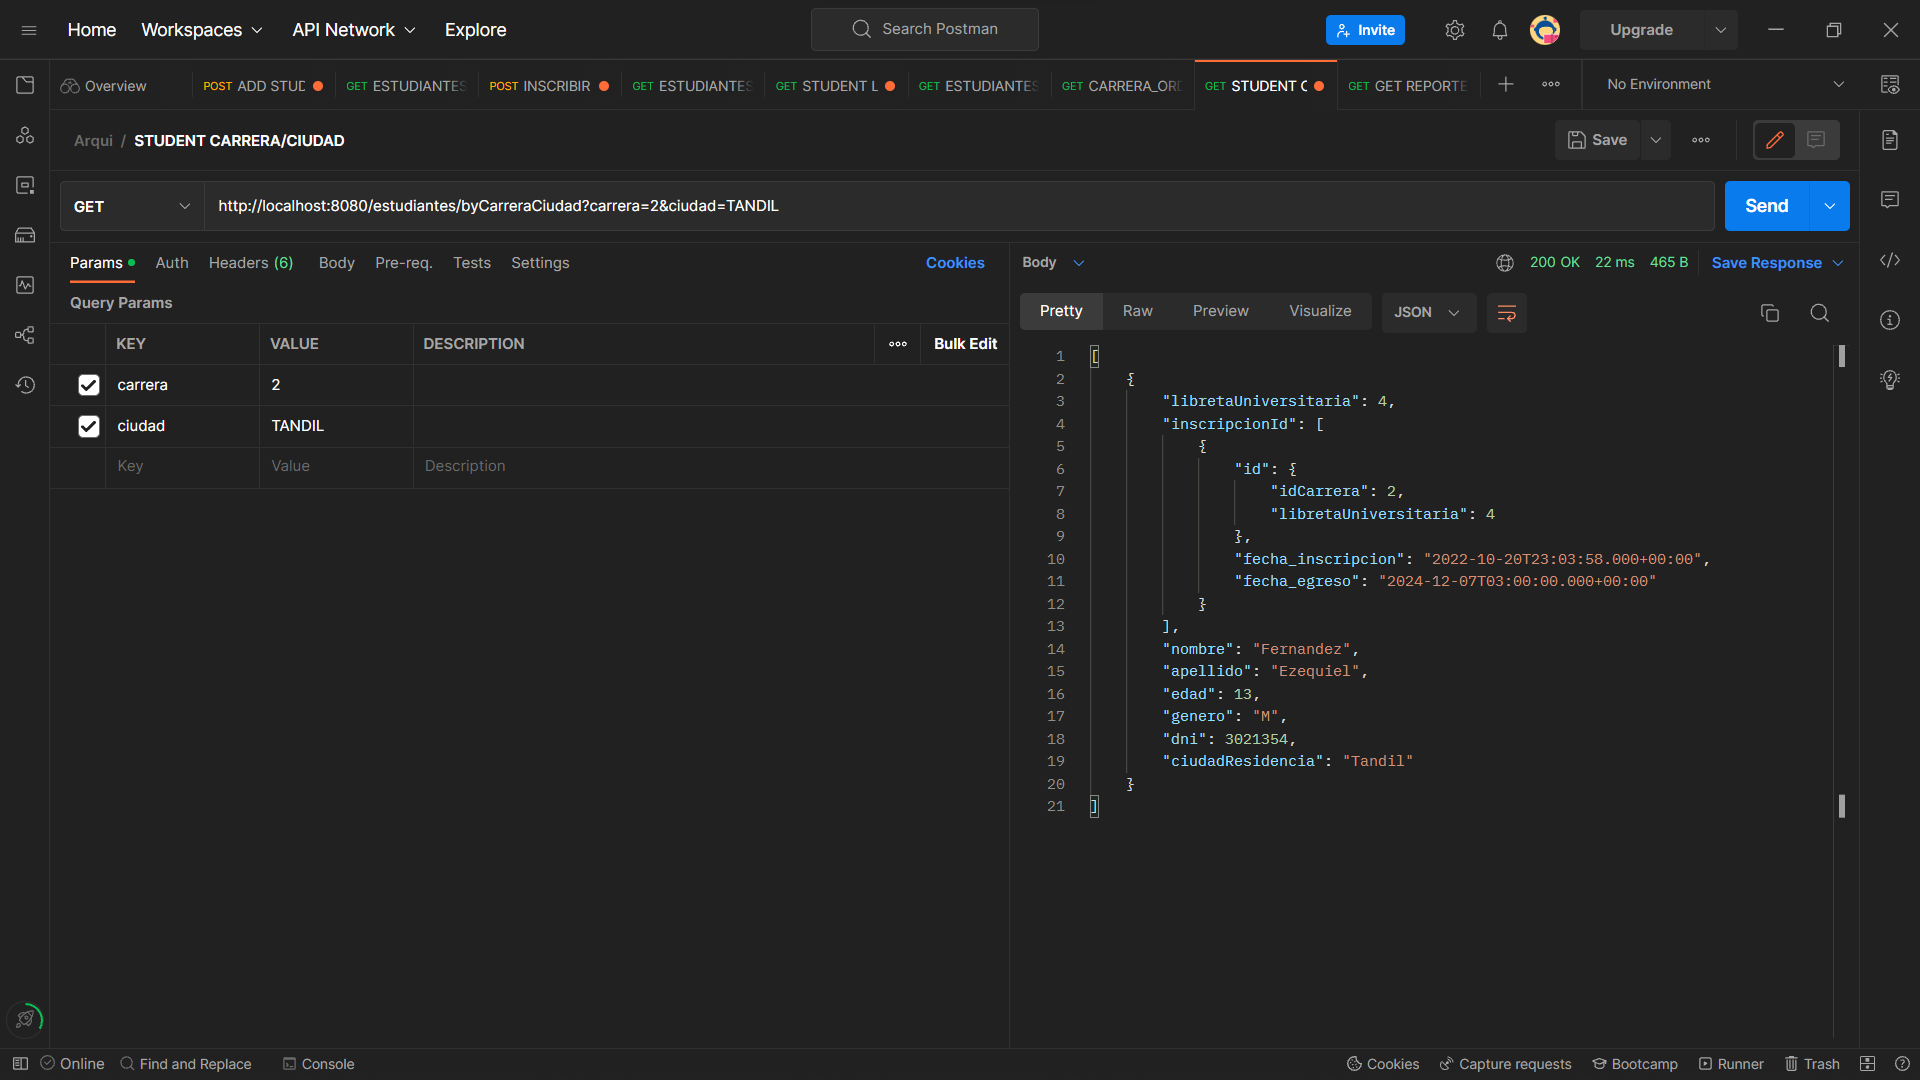 Home Workspaces API Network Explore Search Postman Invite Upgrade
Overview POST ADD STUD GET ESTUDIANTES POST INSCRIBIR GET ESTUDIANTES GET STUDENT L GET ESTUDIANTES GET CARRERA_ORD GET STUDENT C GET GET REPORTE No Environment
Arqui / STUDENT CARRERA/CIUDAD Save
GET http://localhost:8080/estudiantes/byCarreraCiudad?carrera=2&ciudad=TANDIL Send
Params Auth Headers (6) Body Pre-req. Tests Settings Cookies
Query Params
KEY VALUE DESCRIPTION Bulk Edit
carrera 2
ciudad TANDIL
Key Value Description
Body 200 OK 22 ms 465 B Save Response
Pretty Raw Preview Visualize JSON
1 [
2 {
3 "libretaUniversitaria": 4,
4 "inscripcionId": [
5 {
6 "id": {
7 "idCarrera": 2,
8 "libretaUniversitaria": 4
9 },
10 "fecha_inscripcion": "2022-10-20T23:03:58.000+00:00",
11 "fecha_egreso": "2024-12-07T03:00:00.000+00:00"
12 }
13 ],
14 "nombre": "Fernandez",
15 "apellido": "Ezequiel",
16 "edad": 13,
17 "genero": "M",
18 "dni": 3021354,
19 "ciudadResidencia": "Tandil"
20 }
21 ]
Online Find and Replace Console Cookies Capture requests Bootcamp Runner Trash